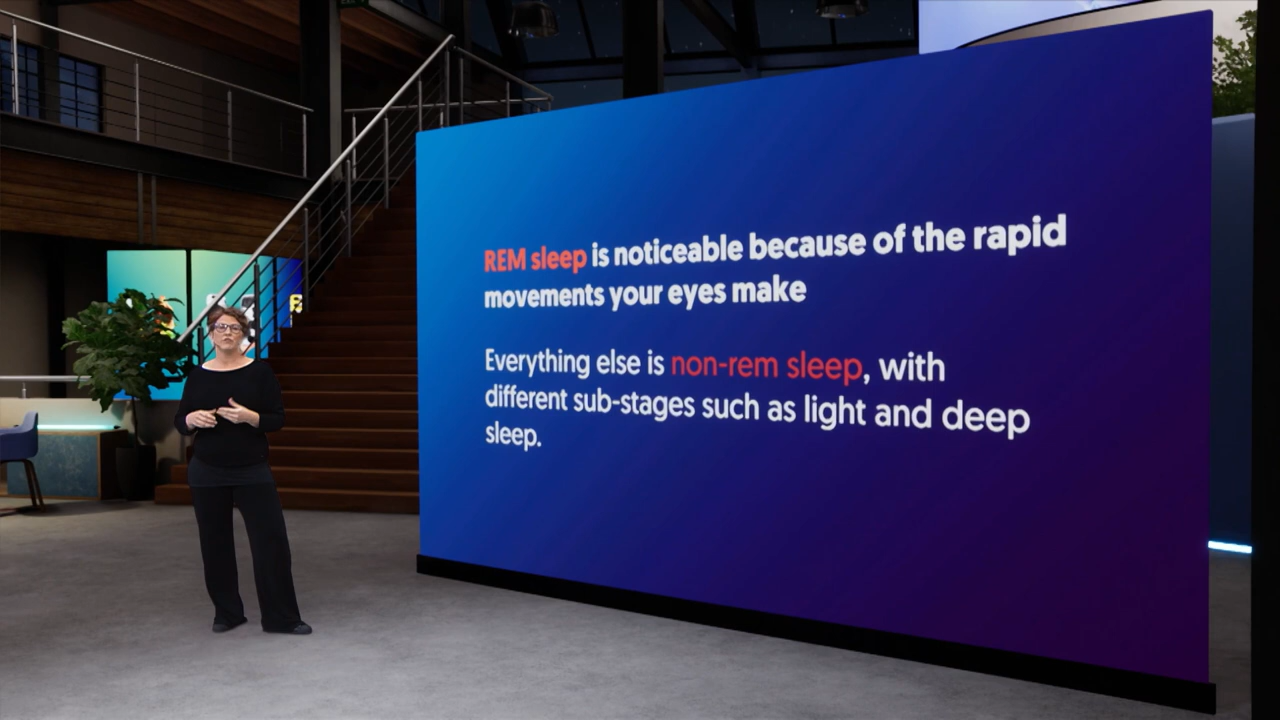 REM sleep is noticeable because of the rapid
movements your eyes make
Everything else is non-rem sleep, with
different sub-stages such as light and deep
sleep.